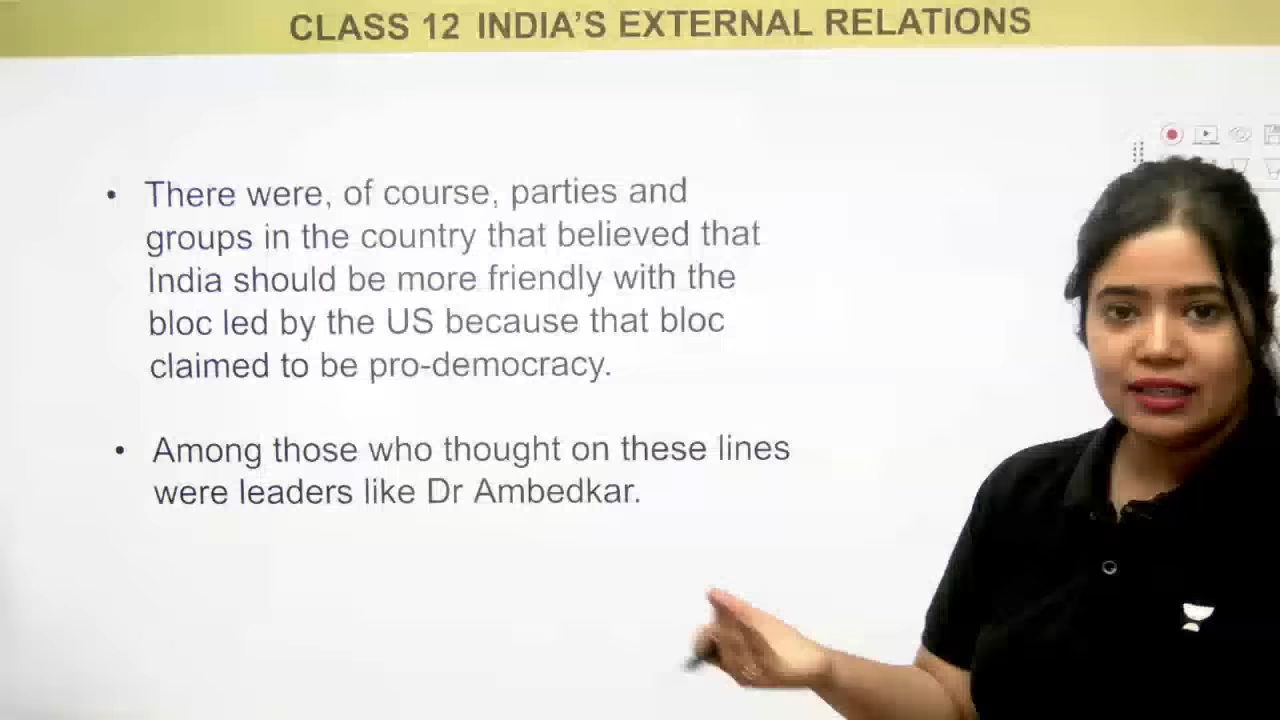 CLASS 12 INDIA'S EXTERNAL RELATIONS
• There were, of course, parties and
groups in the country that believed that
India should be more friendly with the
bloc led by the US because that bloc
claimed to be pro-democracy.
• Among those who thought on these lines
were leaders like Dr Ambedkar.